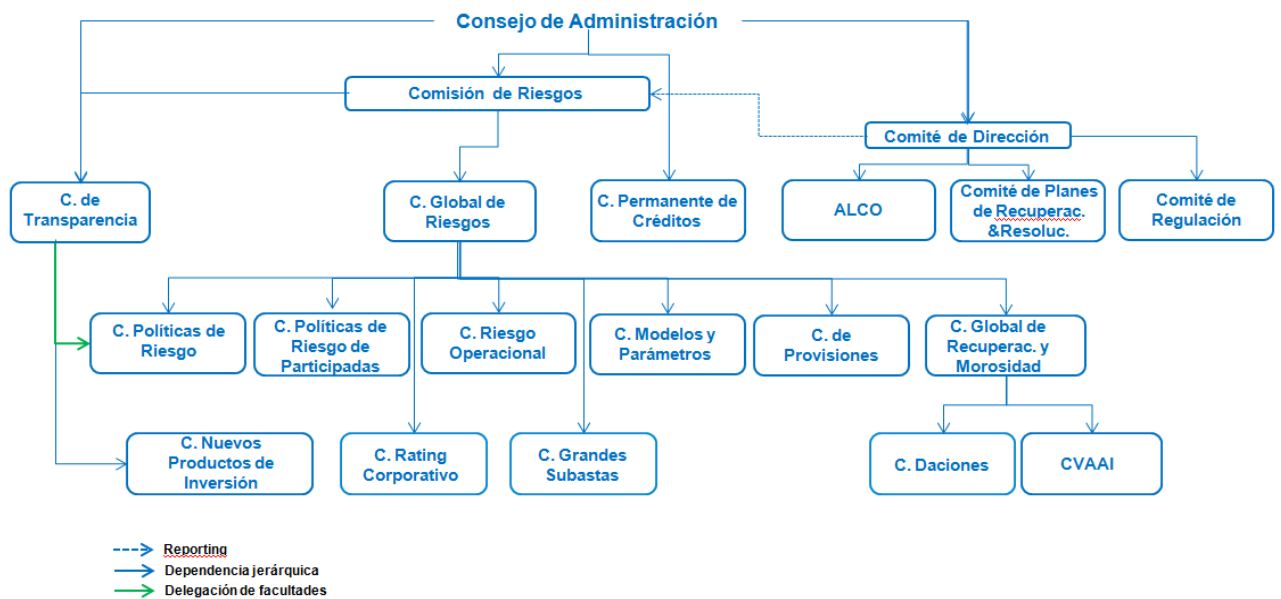 Consejo de Administración
Comisión de Riesgos
Comité de Dirección
C. de
Transparencia
C. Global de
Riesgos
C. Permanente de
Créditos
ALCO
Comité de Planes
de Recuperac.
&Resoluc.
Comité de
Regulación
C. Políticas de
Riesgo
C. Políticas de
Riesgo de
Participadas
C. Riesgo
Operacional
C. Modelos y
Parámetros
C. de
Provisiones
C. Global de
Recuperac. y
Morosidad
C. Nuevos
Productos de
Inversión
C. Rating
Corporativo
C. Grandes
Subastas
C. Daciones
CVAAI
Reporting
Dependencia jerárquica
Delegación de facultades